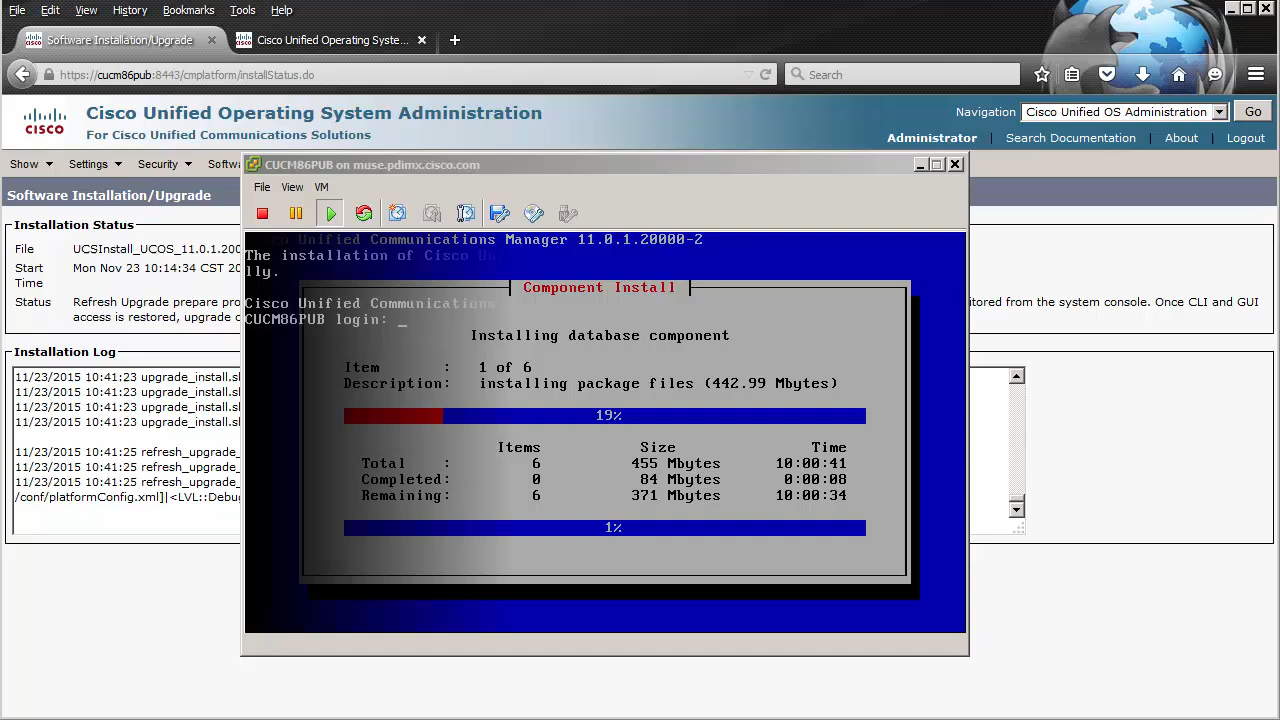 File Edit View History Bookmarks Tools Help
Software Installation/Upgrade × Cisco Unified Operating Syste... × +
https://cucm86pub:8443/cmplatform/installStatus.do Search
cisco
Cisco Unified Operating System Administration
For Cisco Unified Communications Solutions
Navigation Cisco Unified OS Administration Go
Administrator | Search Documentation | About | Logout
Show Settings Security
Software Installation/Upgrade
CUCM86PUB on muse.pdimx.cisco.com
File View VM
Installation Status
File UCSInstall_UCOS_11.0.1.200
Start Time Mon Nov 23 10:14:34 CST 20
Status Refresh Upgrade prepare pro
itored from the system console. Once CLI and GUI
access is restored, upgrade
Installation Log
11/23/2015 10:41:23 upgrade_install.s
11/23/2015 10:41:23 upgrade_install.s
11/23/2015 10:41:23 upgrade_install.s
11/23/2015 10:41:23 upgrade_install.s
11/23/2015 10:41:25 refresh_upgrade_
11/23/2015 10:41:25 refresh_upgrade_
11/23/2015 10:41:25 refresh_upgrade_
/conf/platformConfig.xml]|<LVL::Debug
co Unified Communications Manager 11.0.1.20000-2
The installation of Cisco Un
lly.
Cisco Unified Communications
CUCM86PUB login: _
Component Install
Installing database component
Item : 1 of 6
Description: installing package files (442.99 Mbytes)
19%
Items Size Time
Total : 6 455 Mbytes 10:00:41
Completed: 0 84 Mbytes 0:00:08
Remaining: 6 371 Mbytes 10:00:34
1%